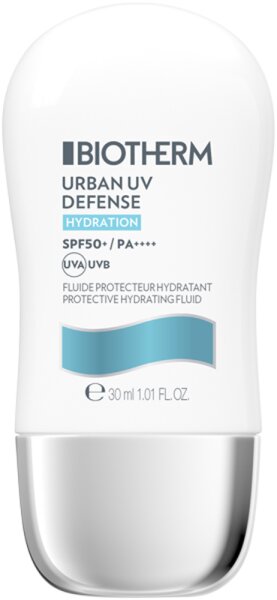 BIOTHERM
URBAN UV
DEFENSE
HYDRATION
SPF50+/PA++++
UVA UVB
FLUIDE PROTECTEUR HYDRATANT
PROTECTIVE HYDRATING FLUID
℮ 30 ml 1.01 FL.OZ.